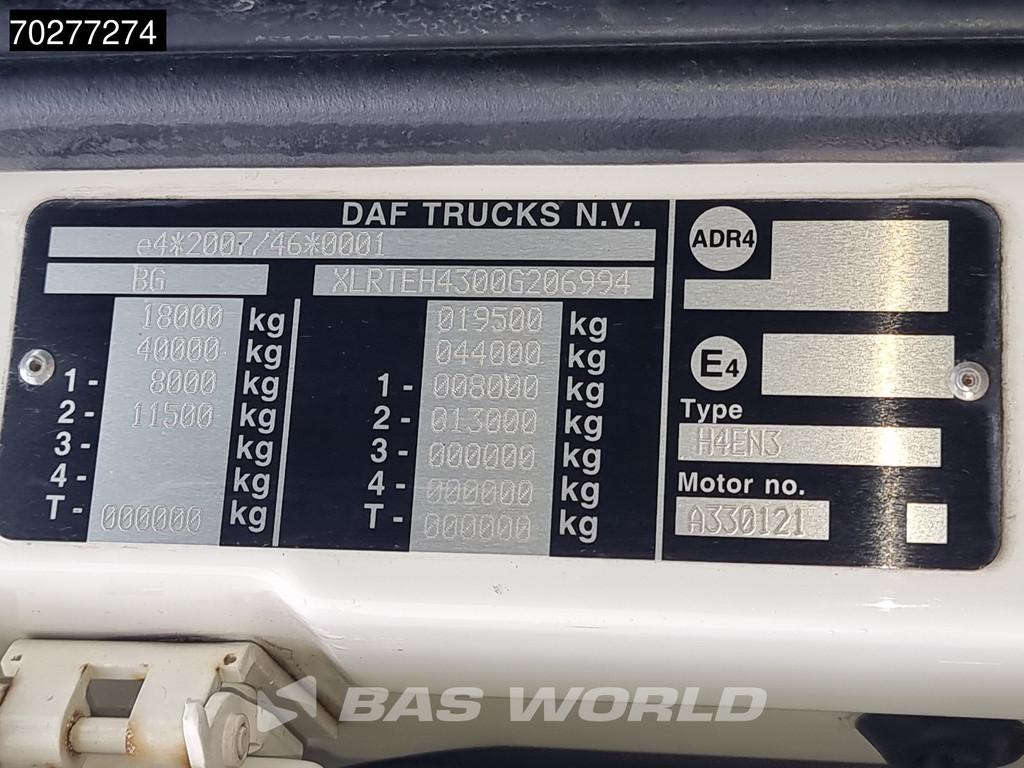 70277274
DAF TRUCKS N.V.
e4*2007/46*0001
BG
XLRTEH4300G206994
18000 kg
40000 kg
1- 8000 kg
2- 11500 kg
3- kg
4- kg
T- 000000 kg
019500 kg
044000 kg
1- 008000 kg
2- 013000 kg
3- 000000 kg
4- 000000 kg
T- 000000 kg
ADR4
E4
Type
H4EN3
Motor no.
A330121
BAS WORLD